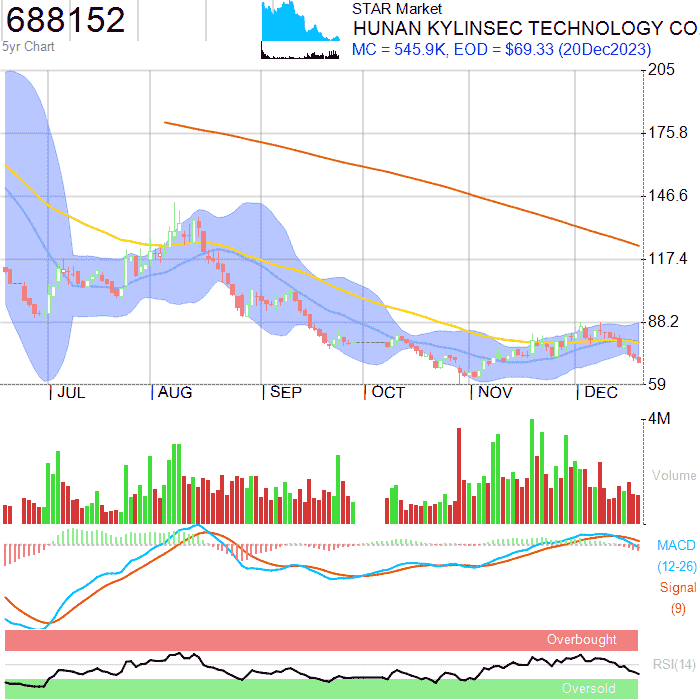 688152
5yr Chart
STAR Market
HUNAN KYLINSEC TECHNOLOGY CO
MC = 545.9K, EOD = $69.33 (20Dec2023)
205
175.8
146.6
117.4
88.2
59
JUL AUG SEP OCT NOV DEC
4M
Volume
MACD
(12-26)
Signal
(9)
Overbought
RSI(14)
Oversold